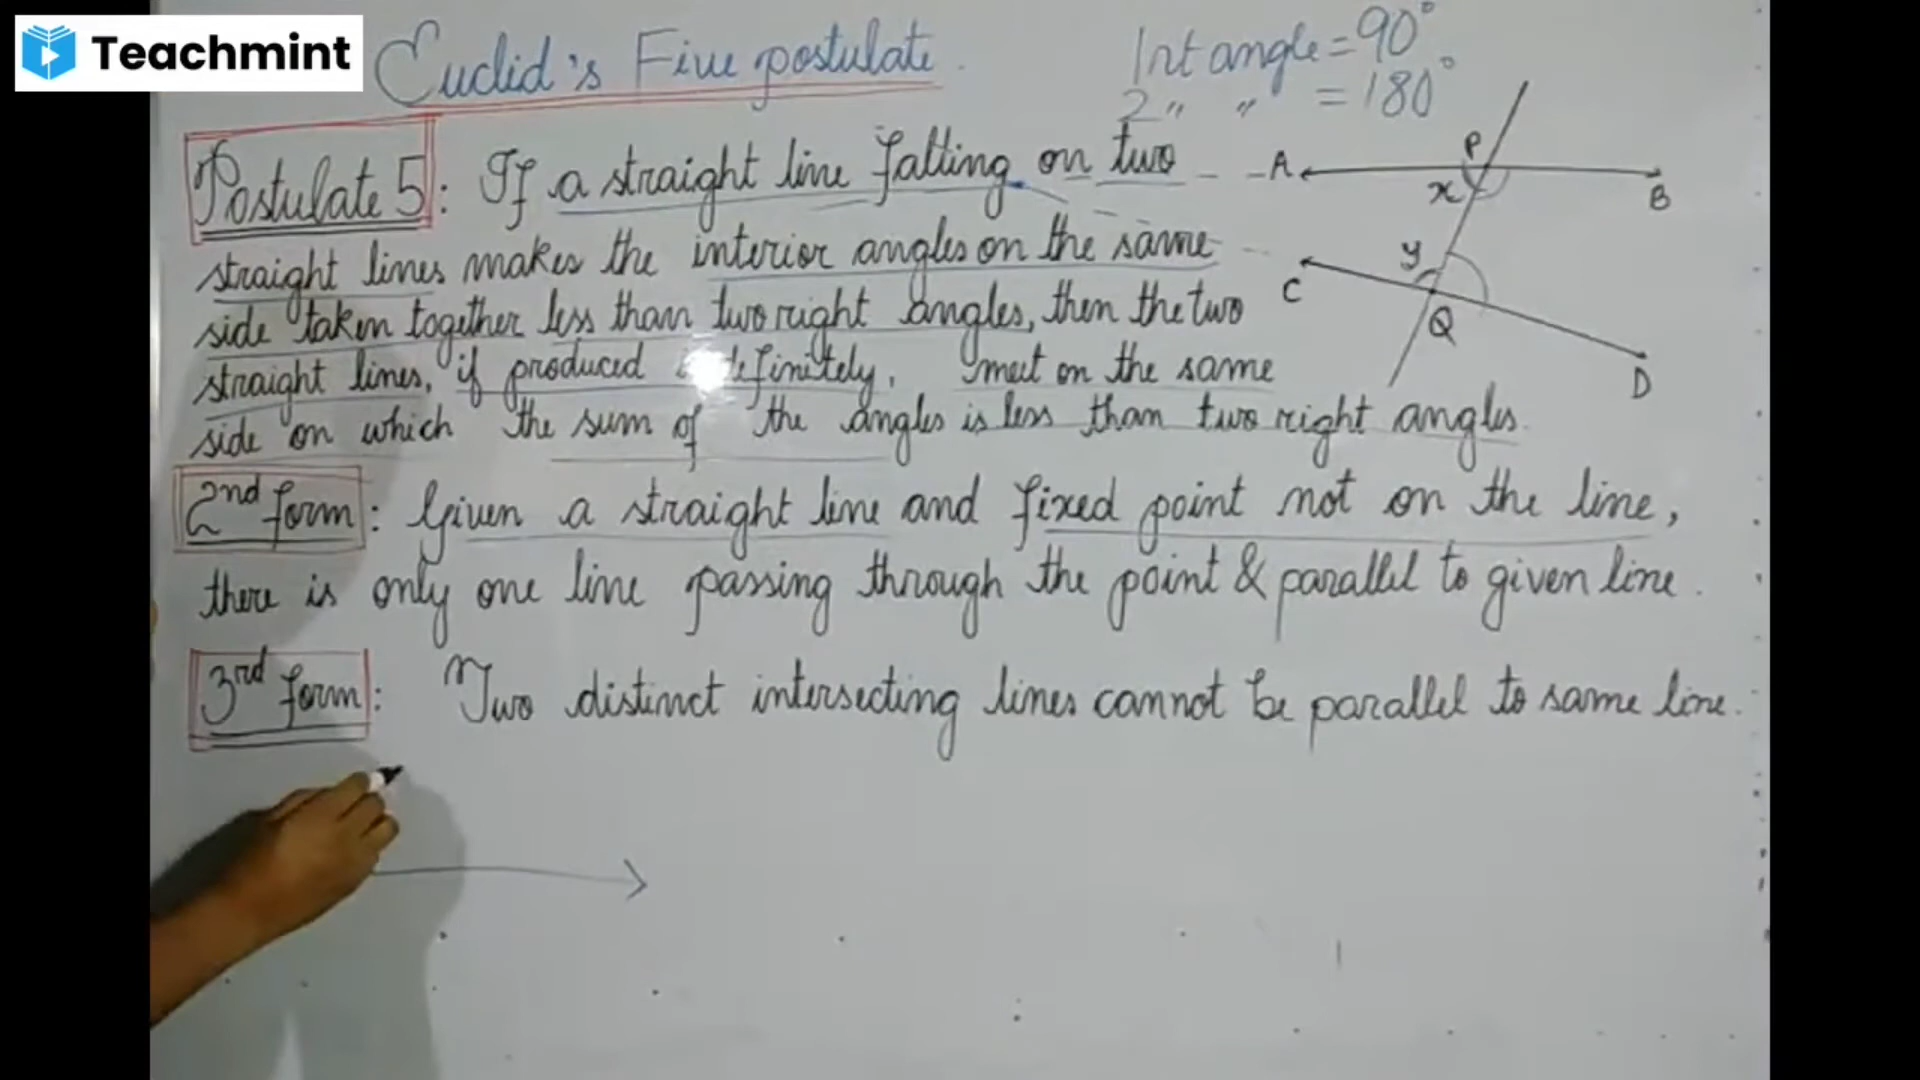 Teachmint
Euclid's Five postulate.
Int angle = 90°
2 " " = 180°
Postulate 5 : If a straight line falling on two
straight lines makes the interior angles on the same
side taken together less than two right angles, then the two
straight lines, if produced indefinitely, meet on the same
side on which the sum of the angles is less than two right angles.
A P B
x
y
C Q D
2nd form : Given a straight line and fixed point not on the line,
there is only one line passing through the point & parallel to given line.
3rd form : Two distinct intersecting lines cannot be parallel to same line.